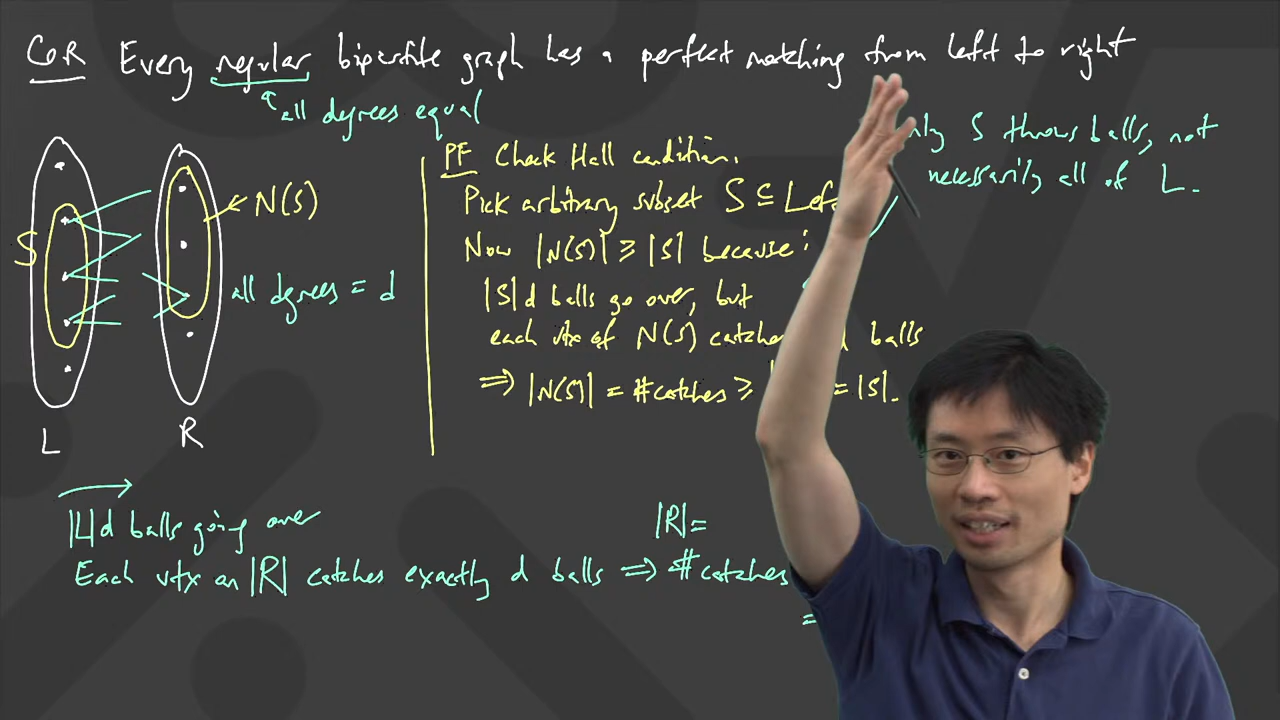 COR Every regular bipartite graph has a perfect matching from left to right
all degrees equal
S throws balls, not
necessarily all of L.
PF Check Hall condition.
Pick arbitrary subset S ⊆ Left
Now |N(S)| ≥ |S| because:
|S|d balls go over, but
each vtx of N(S) catches balls
⇒ |N(S)| = #catches ≥ = |S|.
N(S)
S
all degrees = d
L
R
|L|d balls going over
|R|=
Each vtx on |R| catches exactly d balls ⇒ #catches
=